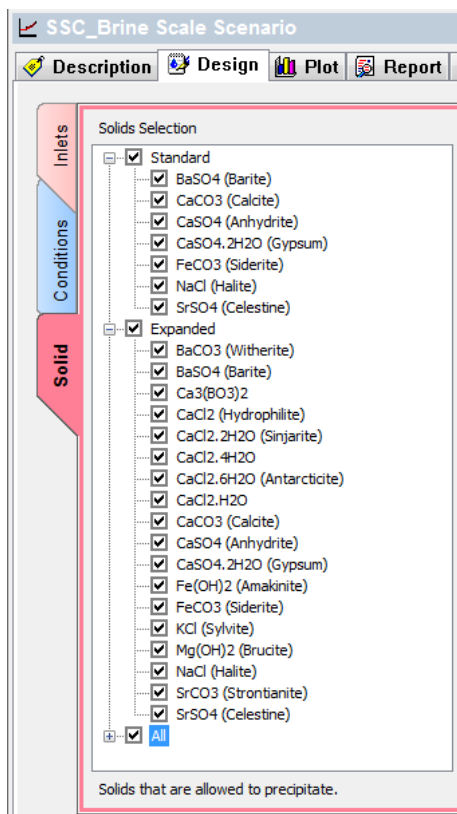 SSC_Brine Scale Scenario
Description Design Plot Report
Inlets
Conditions
Solid
Solids Selection
Standard
BaSO4 (Barite)
CaCO3 (Calcite)
CaSO4 (Anhydrite)
CaSO4.2H2O (Gypsum)
FeCO3 (Siderite)
NaCl (Halite)
SrSO4 (Celestine)
Expanded
BaCO3 (Witherite)
BaSO4 (Barite)
Ca3(BO3)2
CaCl2 (Hydrophilite)
CaCl2.2H2O (Sinjarite)
CaCl2.4H2O
CaCl2.6H2O (Antarcticite)
CaCl2.H2O
CaCO3 (Calcite)
CaSO4 (Anhydrite)
CaSO4.2H2O (Gypsum)
Fe(OH)2 (Amakinite)
FeCO3 (Siderite)
KCl (Sylvite)
Mg(OH)2 (Brucite)
NaCl (Halite)
SrCO3 (Strontianite)
SrSO4 (Celestine)
All
Solids that are allowed to precipitate.